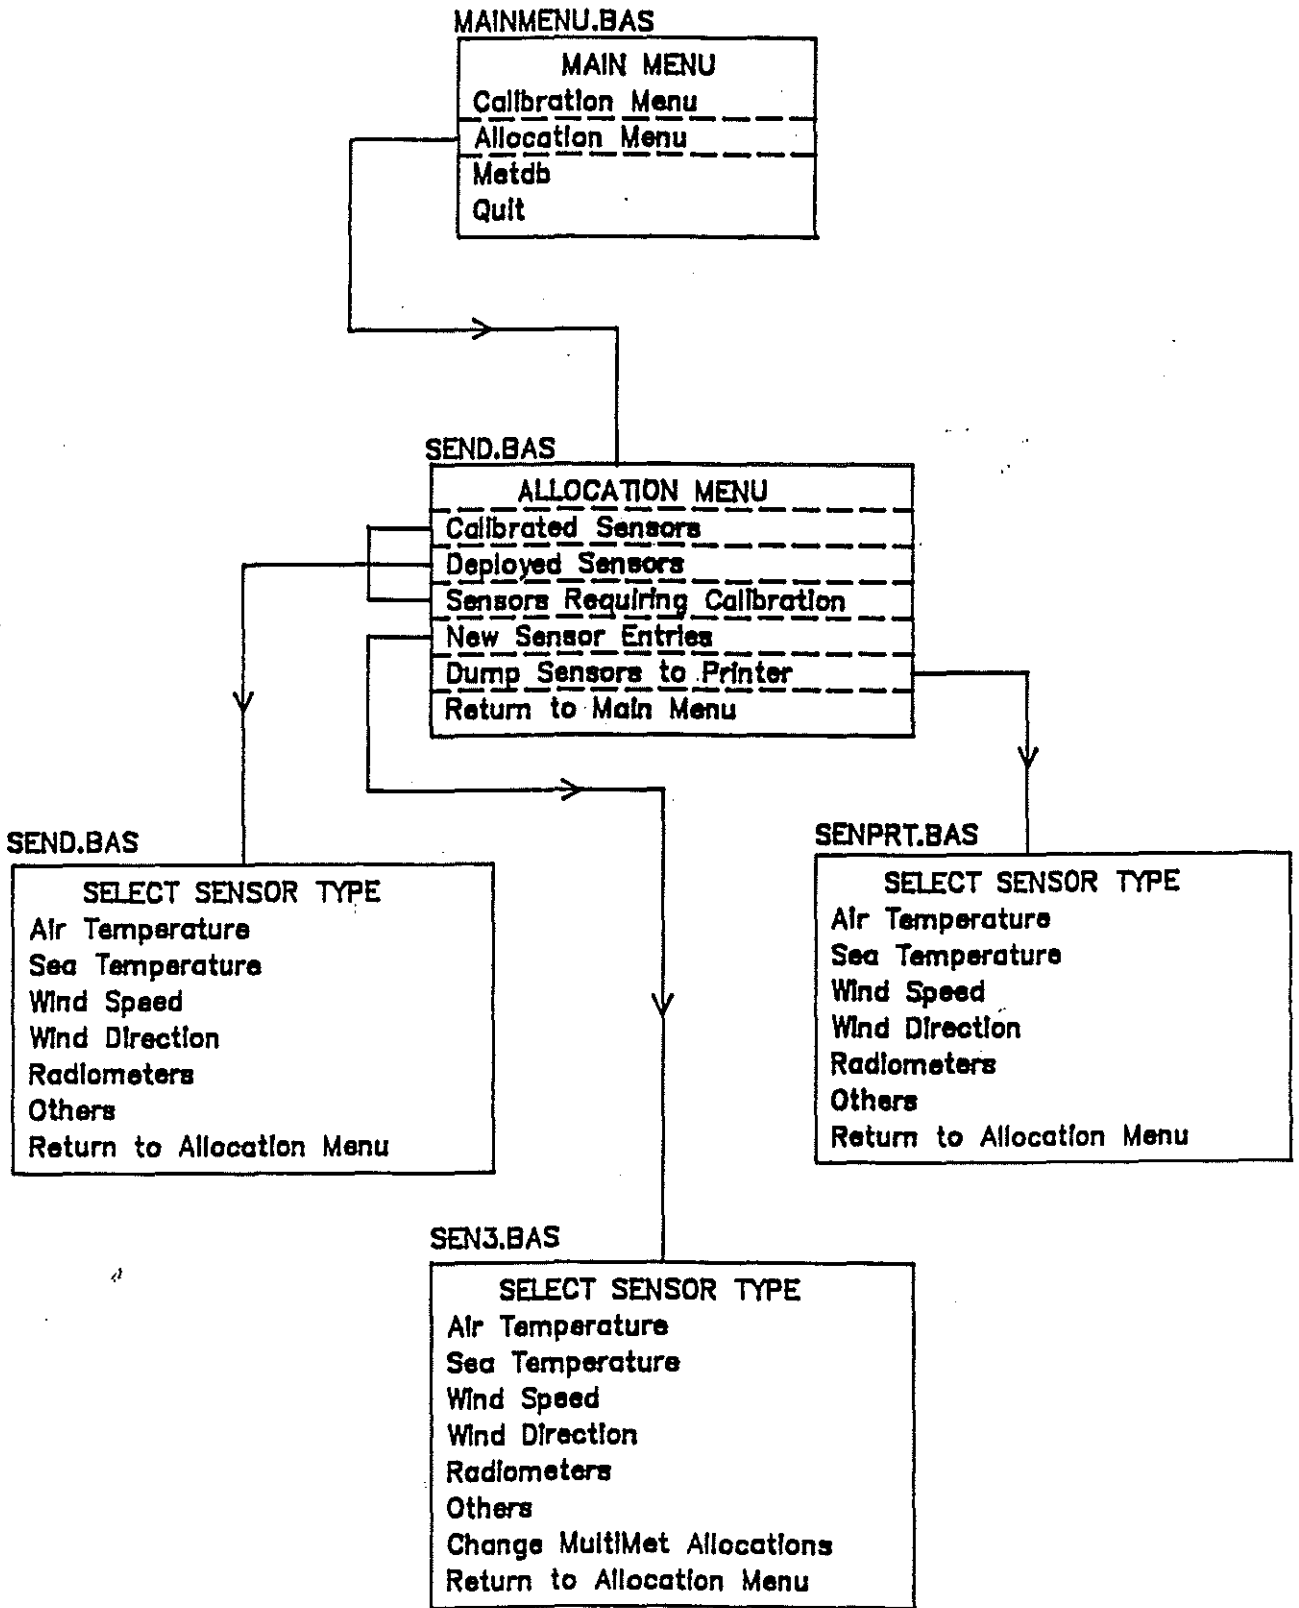 MAINMENU.BAS
MAIN MENU
Calibration Menu
Allocation Menu
Metdb
Quit
SEND.BAS
ALLOCATION MENU
Calibrated Sensors
Deployed Sensors
Sensors Requiring Calibration
New Sensor Entries
Dump Sensors to Printer
Return to Main Menu
SEND.BAS
SELECT SENSOR TYPE
Air Temperature
Sea Temperature
Wind Speed
Wind Direction
Radiometers
Others
Return to Allocation Menu
SENPRT.BAS
SELECT SENSOR TYPE
Air Temperature
Sea Temperature
Wind Speed
Wind Direction
Radiometers
Others
Return to Allocation Menu
SEN3.BAS
SELECT SENSOR TYPE
Air Temperature
Sea Temperature
Wind Speed
Wind Direction
Radiometers
Others
Change MultiMet Allocations
Return to Allocation Menu